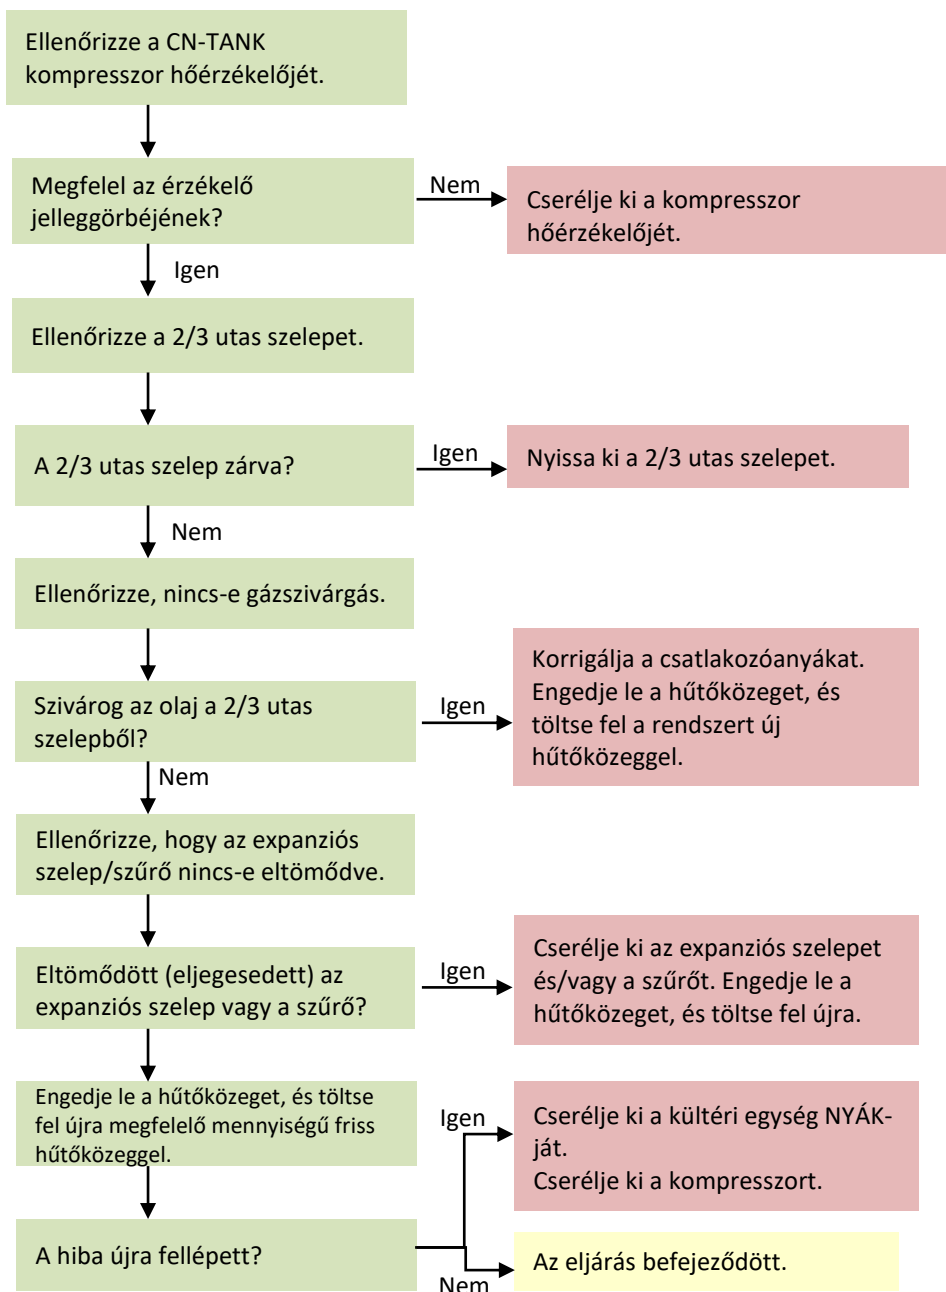 Ellenőrizze a CN-TANK
kompresszor hőérzékelőjét.
Megfelel az érzékelő
jelleggörbéjének?
Nem
Cserélje ki a kompresszor
hőérzékelőjét.
Igen
Ellenőrizze a 2/3 utas szelepet.
A 2/3 utas szelep zárva?
Igen
Nyissa ki a 2/3 utas szelepet.
Nem
Ellenőrizze, nincs-e gázszivárgás.
Szivárog az olaj a 2/3 utas
szelepből?
Igen
Korrigálja a csatlakozóanyákat.
Engedje le a hűtőközeget, és
töltse fel a rendszert új
hűtőközeggel.
Nem
Ellenőrizze, hogy az expanziós
szelep/szűrő nincs-e eltömődve.
Eltömődött (eljegesedett) az
expanziós szelep vagy a szűrő?
Igen
Cserélje ki az expanziós szelepet
és/vagy a szűrőt. Engedje le a
hűtőközeget, és töltse fel újra.
Engedje le a hűtőközeget, és töltse
fel újra megfelelő mennyiségű friss
hűtőközeggel.
A hiba újra fellépett?
Igen
Cserélje ki a kültéri egység NYÁK-
ját.
Cserélje ki a kompresszort.
Nem
Az eljárás befejeződött.